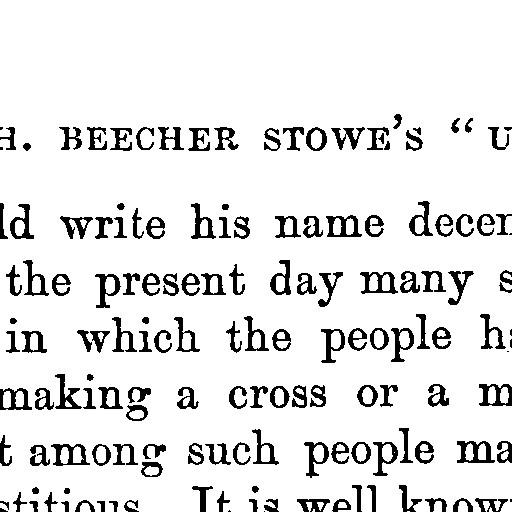 H. BEECHER STOWE'S " U
ld write his name decen
the present day many s
in which the people ha
making a cross or a m
t among such people ma
stitious. It is well know